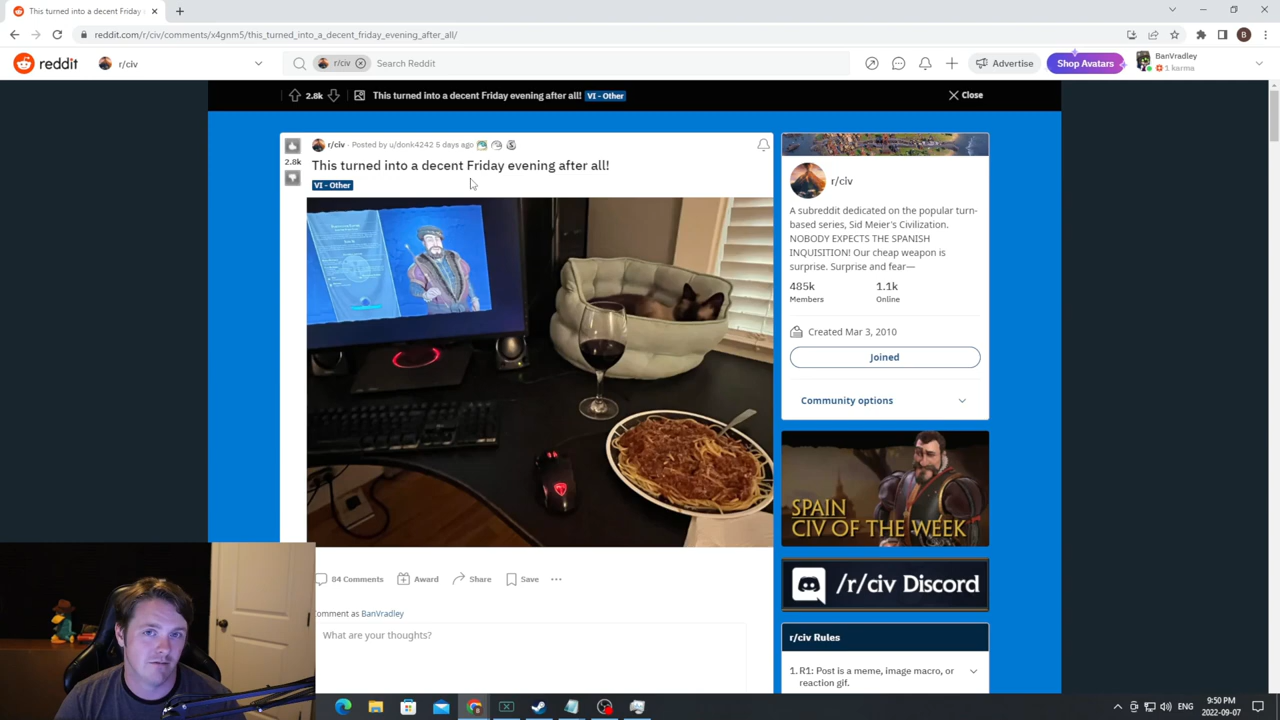 This turned into a decent Friday
reddit.com/r/civ/comments/x4gnm5/this_turned_into_a_decent_friday_evening_after_all/
B
reddit
r/civ
r/civ
Search Reddit
Advertise
Shop Avatars
BanVradley
1 karma
2.8k
This turned into a decent Friday evening after all!
VI - Other
Close
r/civ · Posted by u/donk4242 5 days ago
2.8k
This turned into a decent Friday evening after all!
VI - Other
84 Comments
Award
Share
Save
omment as BanVradley
What are your thoughts?
r/civ
A subreddit dedicated on the popular turn-
based series, Sid Meier's Civilization.
NOBODY EXPECTS THE SPANISH
INQUISITION! Our cheap weapon is
surprise. Surprise and fear—
485k
1.1k
Members
Online
Created Mar 3, 2010
Joined
Community options
SPAIN
CIV OF THE WEEK
/r/civ Discord
r/civ Rules
1. R1: Post is a meme, image macro, or
reaction gif.
ENG
9:50 PM
2022-09-07